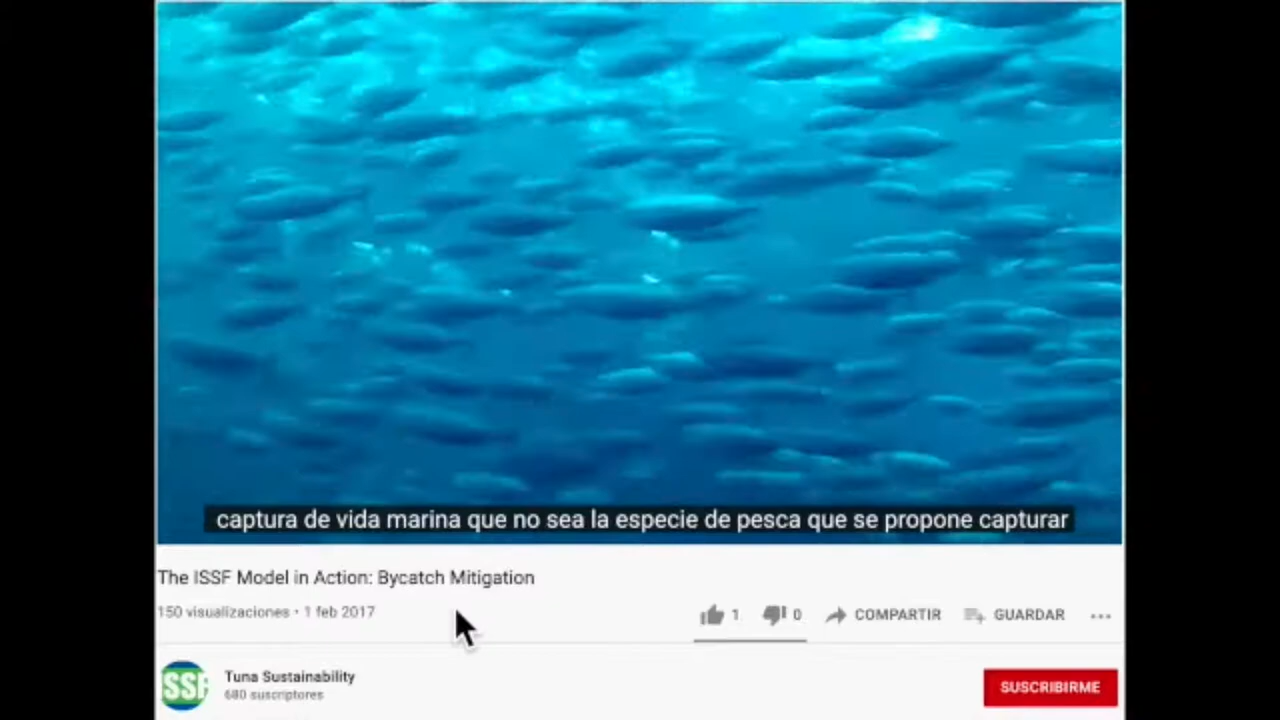 captura de vida marina que no sea la especie de pesca que se propone capturar
The ISSF Model in Action: Bycatch Mitigation
150 visualizaciones • 1 feb 2017
1
0
COMPARTIR
GUARDAR
ISSF
Tuna Sustainability
680 suscriptores
SUSCRIBIRME